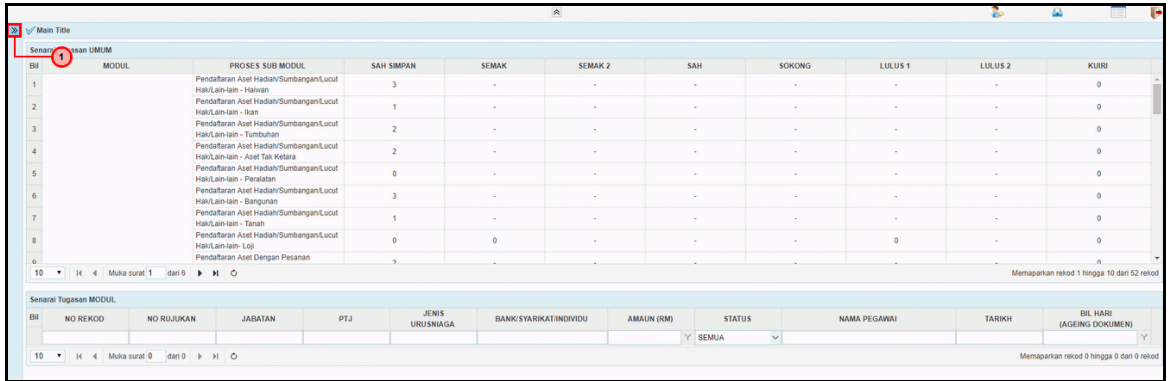 Main Title
Senarai Tugasan UMUM
1
Bil MODUL PROSES SUB MODUL SAH SIMPAN SEMAK SEMAK 2 SAH SOKONG LULUS 1 LULUS 2 KUIRI
Pendaftaran Aset Hadiah/Sumbangan/Lucut
1 Hak/Lain-lain - Haiwan 3 - - - - - - 0
Pendaftaran Aset Hadiah/Sumbangan/Lucut
2 Hak/Lain-lain - Ikan 1 - - - - - - 0
Pendaftaran Aset Hadiah/Sumbangan/Lucut
3 Hak/Lain-lain - Tumbuhan 2 - - - - - - 0
Pendaftaran Aset Hadiah/Sumbangan/Lucut
4 Hak/Lain-lain - Aset Tak Ketara 2 - - - - - - 0
Pendaftaran Aset Hadiah/Sumbangan/Lucut
5 Hak/Lain-lain - Peralatan 0 - - - - - - 0
Pendaftaran Aset Hadiah/Sumbangan/Lucut
6 Hak/Lain-lain - Bangunan 3 - - - - - - 0
Pendaftaran Aset Hadiah/Sumbangan/Lucut
7 Hak/Lain-lain - Tanah 1 - - - - - - 0
Pendaftaran Aset Hadiah/Sumbangan/Lucut
8 Hak/Lain-lain- Loji 0 0 - - - 0 - 0
Pendaftaran Aset Dengan Pesanan
10 Muka surat 1 dari 6 Memaparkan rekod 1 hingga 10 dari 52 rekod
Senarai Tugasan MODUL
Bil NO REKOD NO RUJUKAN JABATAN PTJ JENIS URUSNIAGA BANK/SYARIKAT/INDIVIDU AMAUN (RM) STATUS NAMA PEGAWAI TARIKH BIL HARI (AGEING DOKUMEN)
SEMUA
10 Muka surat 0 dari 0 Memaparkan rekod 0 hingga 0 dari 0 rekod